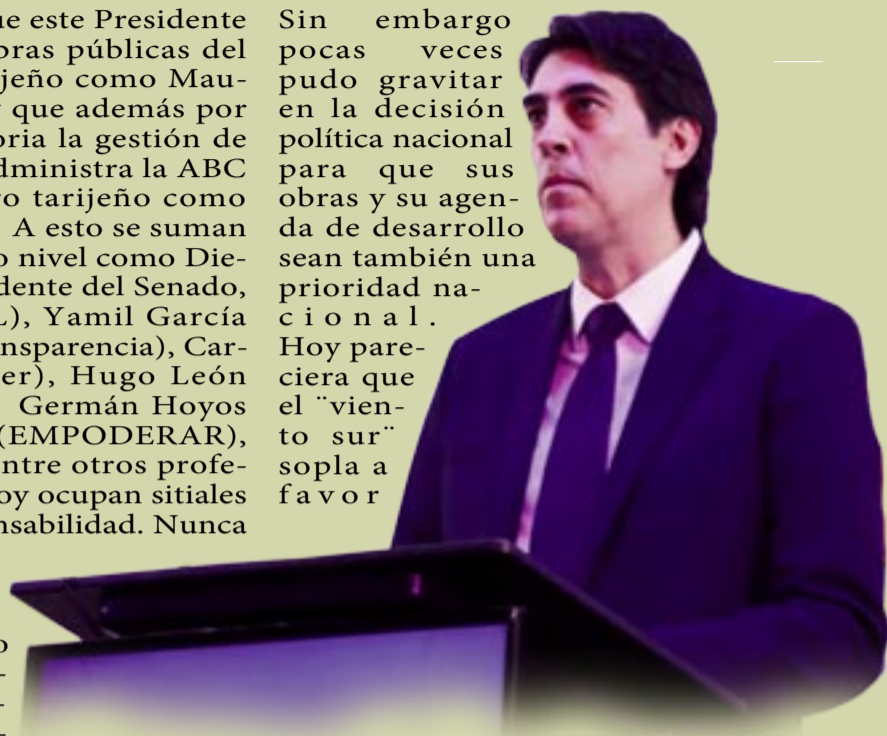 ue este Presidente
bras públicas del
jeño como Mau-
que además por
oria la gestión de
dministra la ABC
o tarijeño como
A esto se suman
o nivel como Die-
dente del Senado,
L), Yamil García
nsparencia), Car-
er), Hugo León
Germán Hoyos
(EMPODERAR),
ntre otros profe-
oy ocupan sitiales
nsabilidad. Nunca
Sin embargo
pocas veces
pudo gravitar
en la decisión
política nacional
para que sus
obras y su agen-
da de desarrollo
sean también una
prioridad na-
cional.
Hoy pare-
ciera que
el ¨vien-
to sur¨
sopla a
favor